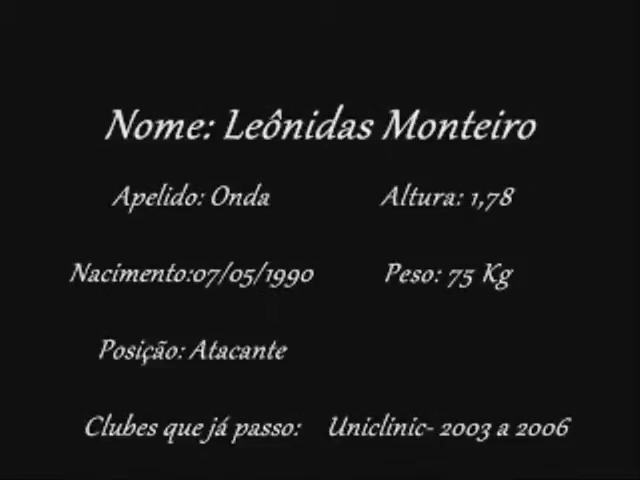 Nome: Leônidas Monteiro
Apelido: Onda Altura: 1,78
Nacimento:07/05/1990 Peso: 75 Kg
Posição: Atacante
Clubes que já passo: Uniclinic- 2003 a 2006